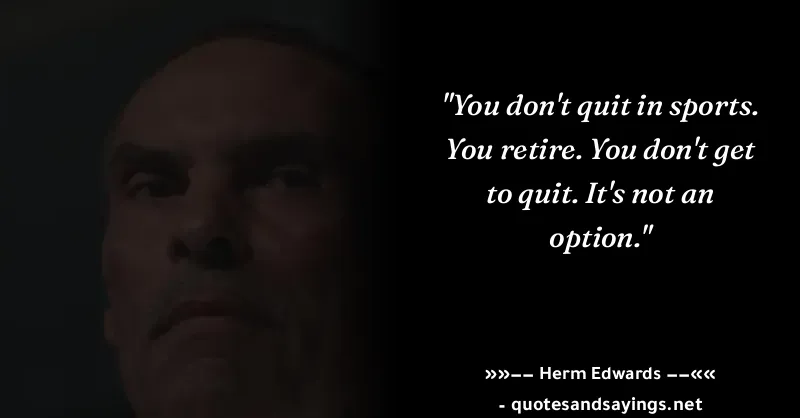 "You don't quit in sports.
You retire. You don't get
to quit. It's not an
option."
»»–– Herm Edwards ––««
- quotesandsayings.net